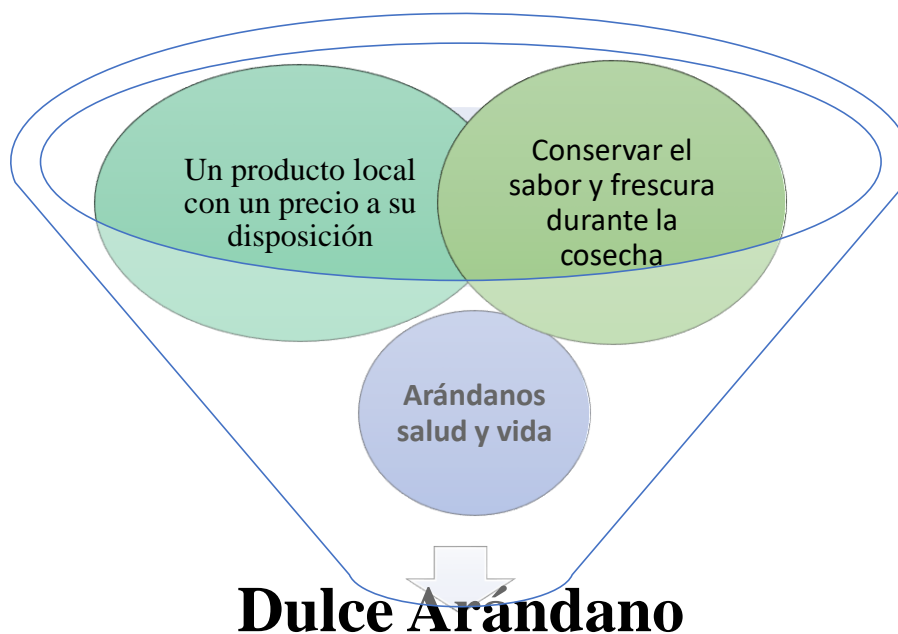 Un producto local
con un precio a su
disposición
Conservar el
sabor y frescura
durante la
cosecha
Arándanos
salud y vida
Dulce Arándano